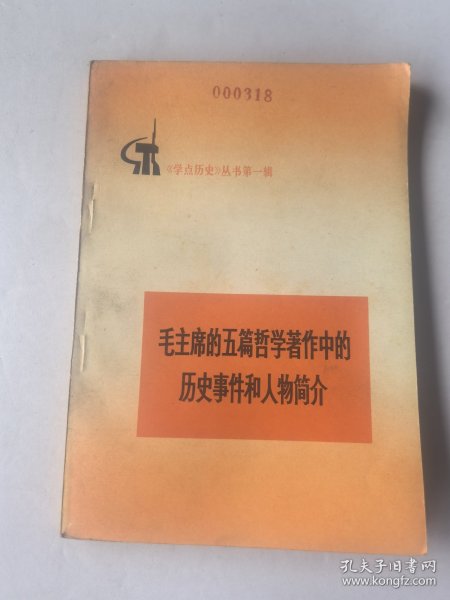 000318
《学点历史》丛书第一辑
毛主席的五篇哲学著作中的
历史事件和人物简介
孔夫子旧书网
www.kongfz.com